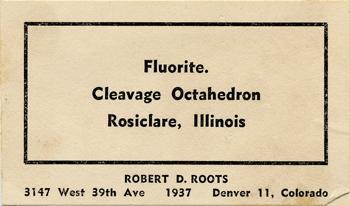 Fluorite.
Cleavage Octahedron
Rosiclare, Illinois
ROBERT D. ROOTS
3147 West 39th Ave 1937 Denver 11, Colorado